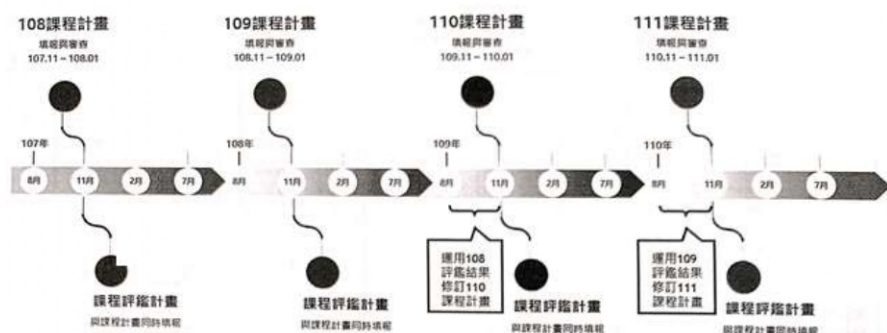 108課程計畫
填報與審查
107.11－108.01
109課程計畫
填報與審查
108.11－109.01
110課程計畫
填報與審查
109.11－110.01
111課程計畫
填報與審查
110.11－111.01
107年
8月 11月 2月 7月
108年
8月 11月 2月 7月
109年
8月 11月 2月 7月
110年
8月 11月 2月 7月
課程評鑑計畫
與課程計畫同時填報
課程評鑑計畫
與課程計畫同時填報
運用108
評鑑結果
修訂110
課程計畫
課程評鑑計畫
與課程計畫同時填報
運用109
評鑑結果
修訂111
課程計畫
課程評鑑計畫
與課程計畫同時填報